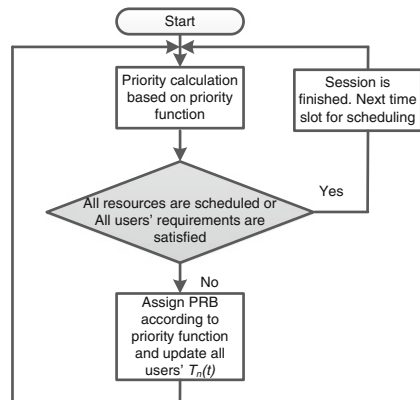 Start
Priority calculation
based on priority
function
Session is
finished. Next time
slot for scheduling
All resources are scheduled or
All users' requirements are
satisfied
Yes
No
Assign PRB
according to
priority function
and update all
users' Tn(t)